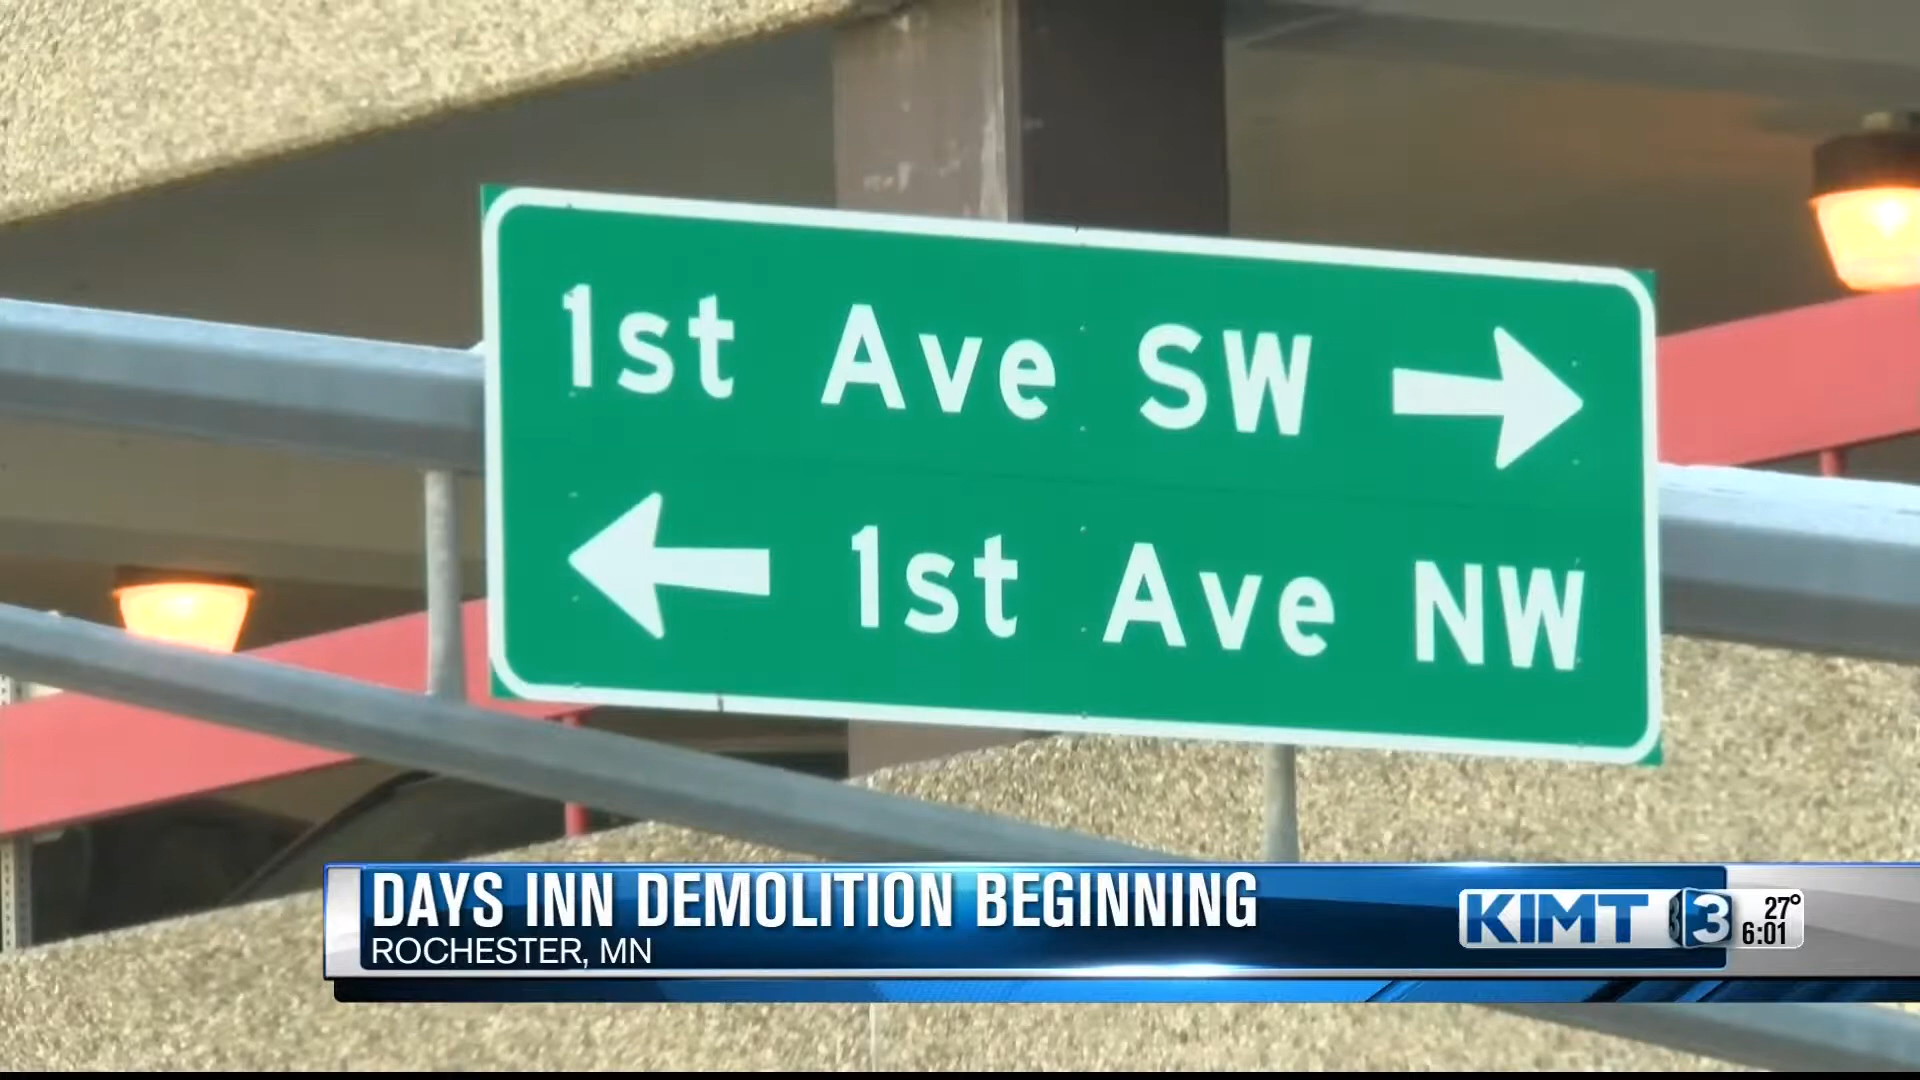 1st Ave SW
1st Ave NW
DAYS INN DEMOLITION BEGINNING
ROCHESTER, MN
KIMT 3
27°
6:01